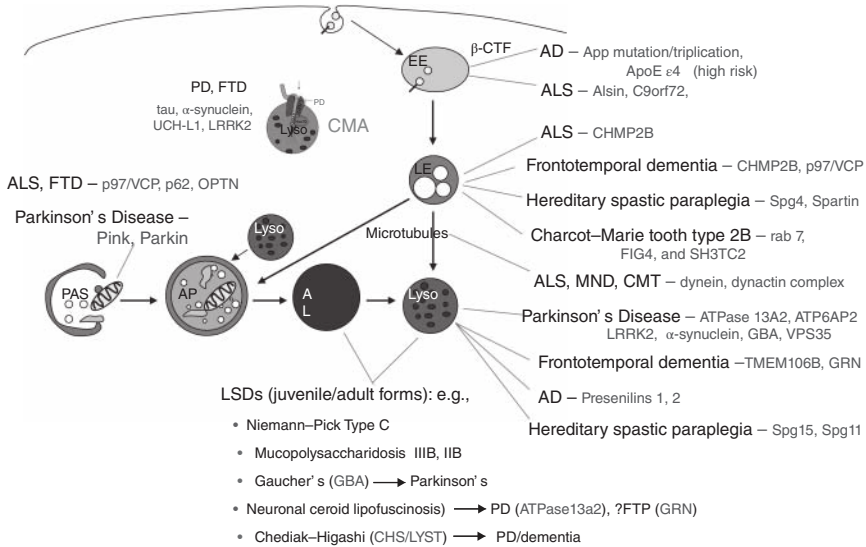 β-CTF
EE
AD – App mutation/triplication,
ApoE ε4 (high risk)
ALS – Alsin, C9orf72,
PD, FTD
PD
tau, α-synuclein,
UCH-L1, LRRK2
Lyso
CMA
ALS – CHMP2B
LE
Frontotemporal dementia – CHMP2B, p97/VCP
ALS, FTD – p97/VCP, p62, OPTN
Hereditary spastic paraplegia – Spg4, Spartin
Parkinson's Disease –
Pink, Parkin
Lyso
Microtubules
Charcot–Marie tooth type 2B – rab 7,
FIG4, and SH3TC2
PAS
AP
A
L
Lyso
ALS, MND, CMT – dynein, dynactin complex
Parkinson's Disease – ATPase 13A2, ATP6AP2
LRRK2, α-synuclein, GBA, VPS35
Frontotemporal dementia –TMEM106B, GRN
AD – Presenilins 1, 2
Hereditary spastic paraplegia – Spg15, Spg11
LSDs (juvenile/adult forms): e.g.,
• Niemann–Pick Type C
• Mucopolysaccharidosis IIIB, IIB
• Gaucher's (GBA) → Parkinson's
• Neuronal ceroid lipofuscinosis) → PD (ATPase13a2), ?FTP (GRN)
• Chediak–Higashi (CHS/LYST) → PD/dementia